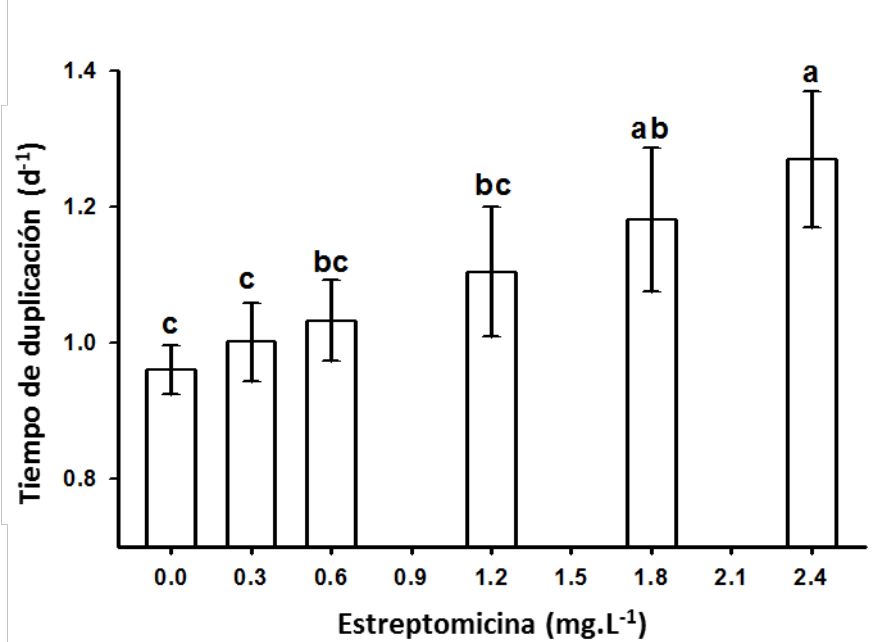 Tiempo de duplicación (d⁻¹)
1.4
1.2
1.0
0.8
c
c
bc
bc
ab
a
0.0 0.3 0.6 0.9 1.2 1.5 1.8 2.1 2.4
Estreptomicina (mg.L⁻¹)